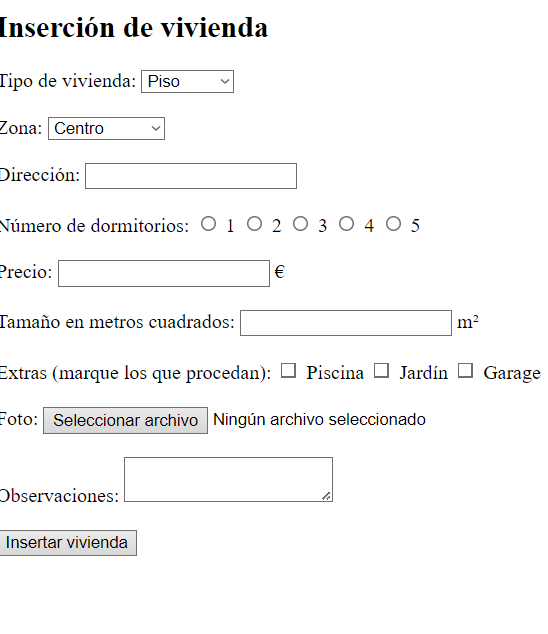 Inserción de vivienda
Tipo de vivienda: Piso
Zona: Centro
Dirección:
Número de dormitorios: 1 2 3 4 5
Precio: €
Tamaño en metros cuadrados: m²
Extras (marque los que procedan): Piscina Jardín Garage
Foto: Seleccionar archivo Ningún archivo seleccionado
Observaciones:
Insertar vivienda